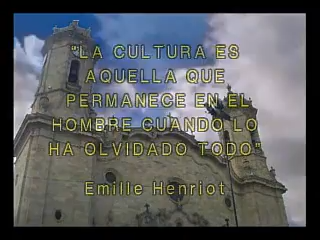 "LA CULTURA ES
AQUELLA QUE
PERMANECE EN EL
HOMBRE CUANDO LO
HA OLVIDADO TODO"
Emille Henriot